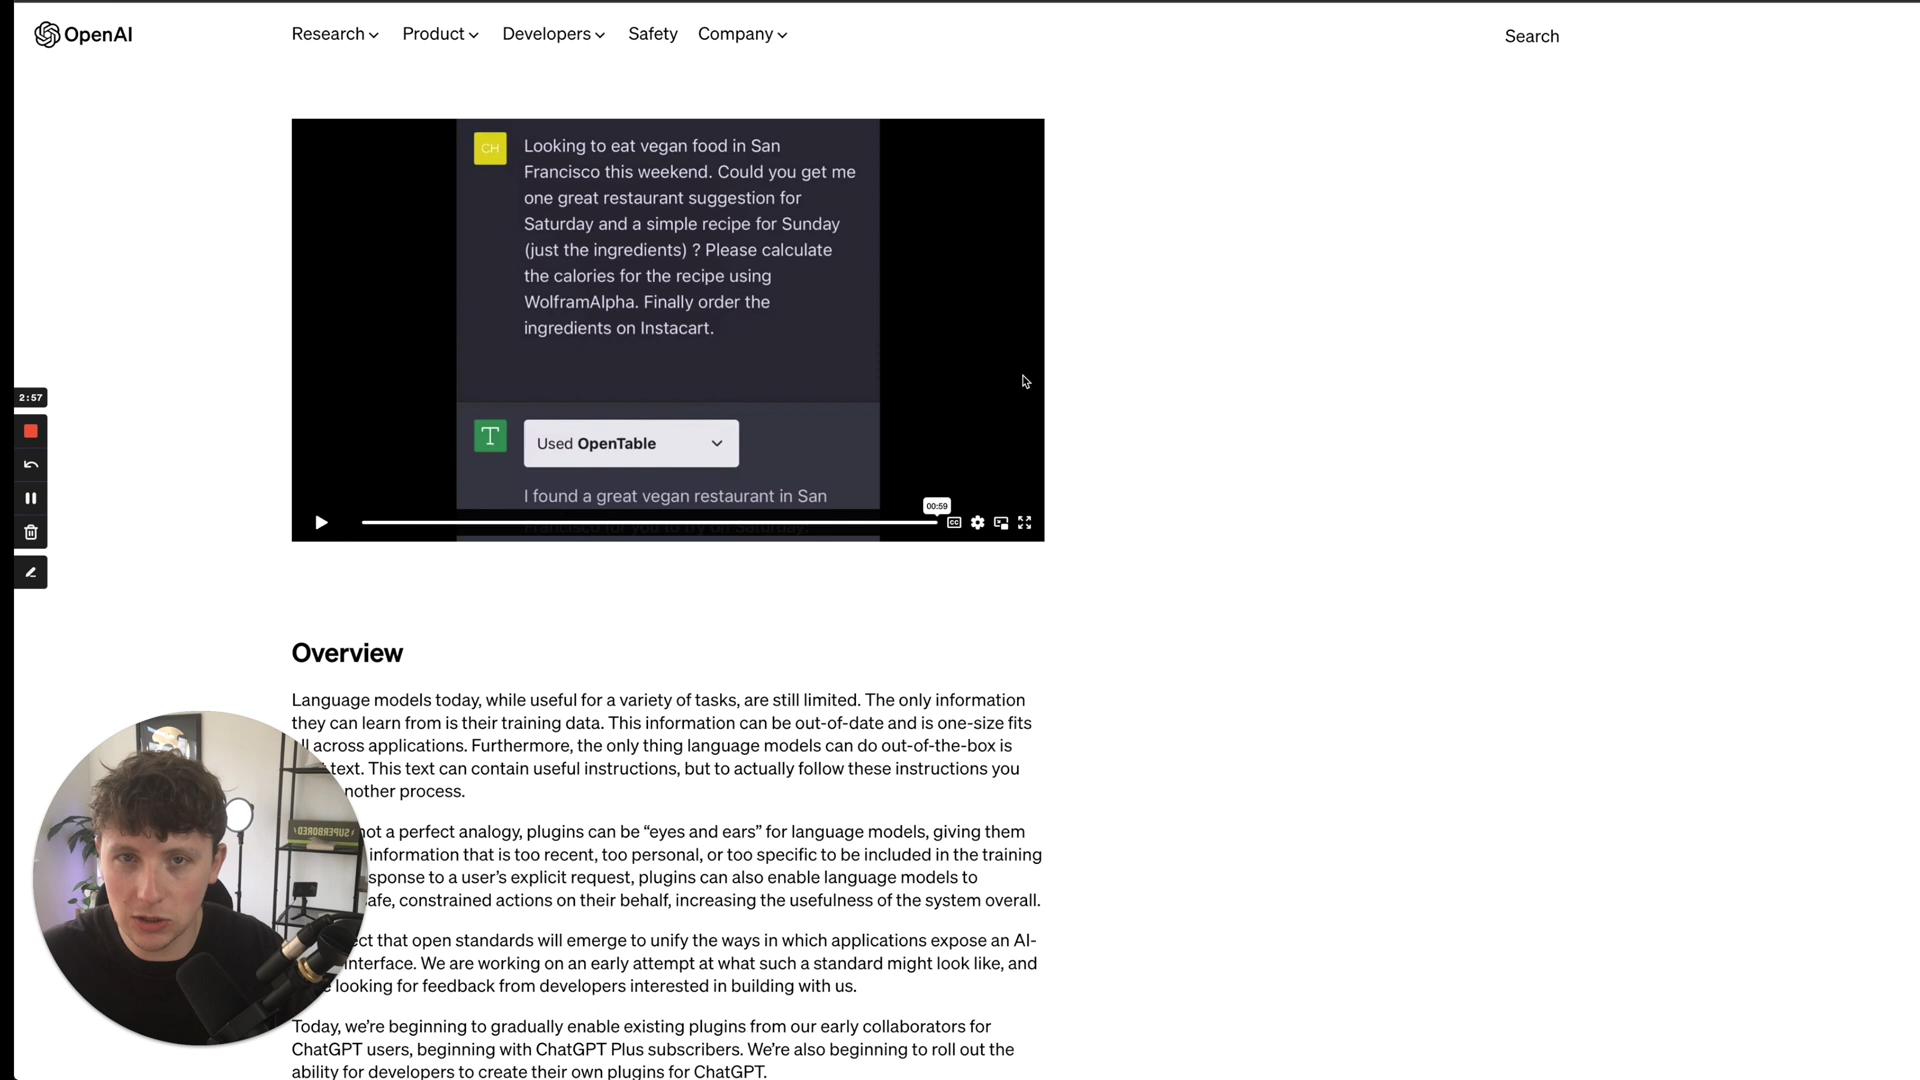 OpenAI
Research
Product
Developers
Safety
Company
Search
CH
Looking to eat vegan food in San
Francisco this weekend. Could you get me
one great restaurant suggestion for
Saturday and a simple recipe for Sunday
(just the ingredients) ? Please calculate
the calories for the recipe using
WolframAlpha. Finally order the
ingredients on Instacart.
T
Used OpenTable
I found a great vegan restaurant in San
Francisco for you to try on Saturday:
00:59
CC
2:57
Overview
Language models today, while useful for a variety of tasks, are still limited. The only information
they can learn from is their training data. This information can be out-of-date and is one-size fits
across applications. Furthermore, the only thing language models can do out-of-the-box is
text. This text can contain useful instructions, but to actually follow these instructions you
nother process.
not a perfect analogy, plugins can be “eyes and ears” for language models, giving them
information that is too recent, too personal, or too specific to be included in the training
sponse to a user’s explicit request, plugins can also enable language models to
afe, constrained actions on their behalf, increasing the usefulness of the system overall.
ct that open standards will emerge to unify the ways in which applications expose an AI-
interface. We are working on an early attempt at what such a standard might look like, and
looking for feedback from developers interested in building with us.
Today, we’re beginning to gradually enable existing plugins from our early collaborators for
ChatGPT users, beginning with ChatGPT Plus subscribers. We’re also beginning to roll out the
ability for developers to create their own plugins for ChatGPT.
SUPERBORED